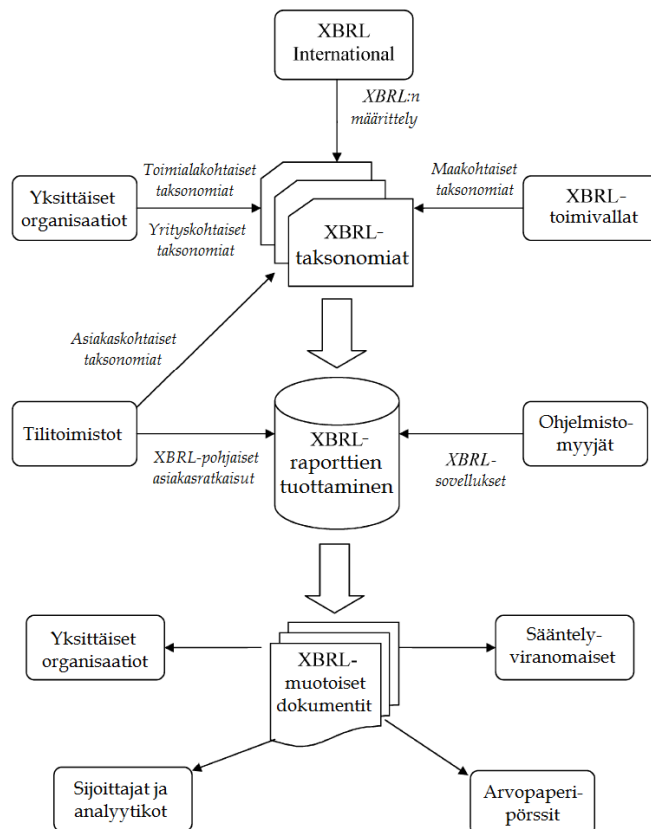 XBRL
International
XBRL:n
määrittely
Toimialakohtaiset
taksonomiat
Maakohtaiset
taksonomiat
Yksittäiset
organisaatiot
XBRL-
toimivallat
Yrityskohtaiset
taksonomiat
XBRL-
taksonomiat
Asiakaskohtaiset
taksonomiat
Tilitoimistot
XBRL-
raporttien
tuottaminen
Ohjelmisto-
myyjät
XBRL-pohjaiset
asiakasratkaisut
XBRL-
sovellukset
Yksittäiset
organisaatiot
XBRL-
muotoiset
dokumentit
Sääntely-
viranomaiset
Sijoittajat ja
analyytikot
Arvopaperi-
pörssit